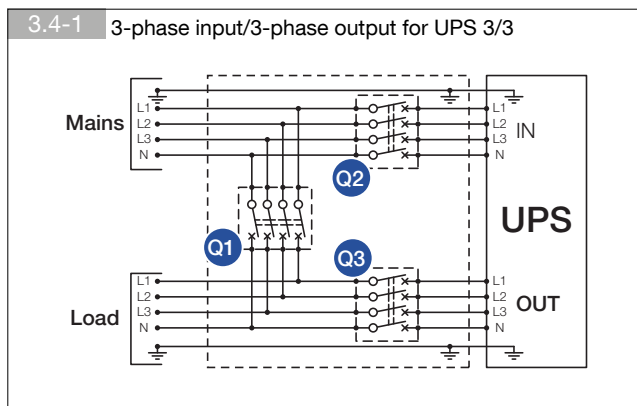 3.4-1 3-phase input/3-phase output for UPS 3/3
Mains
L1
L2
L3
N
L1
L2
L3
N
IN
Q2
UPS
Q1
Q3
Load
L1
L2
L3
N
L1
L2
L3
N
OUT